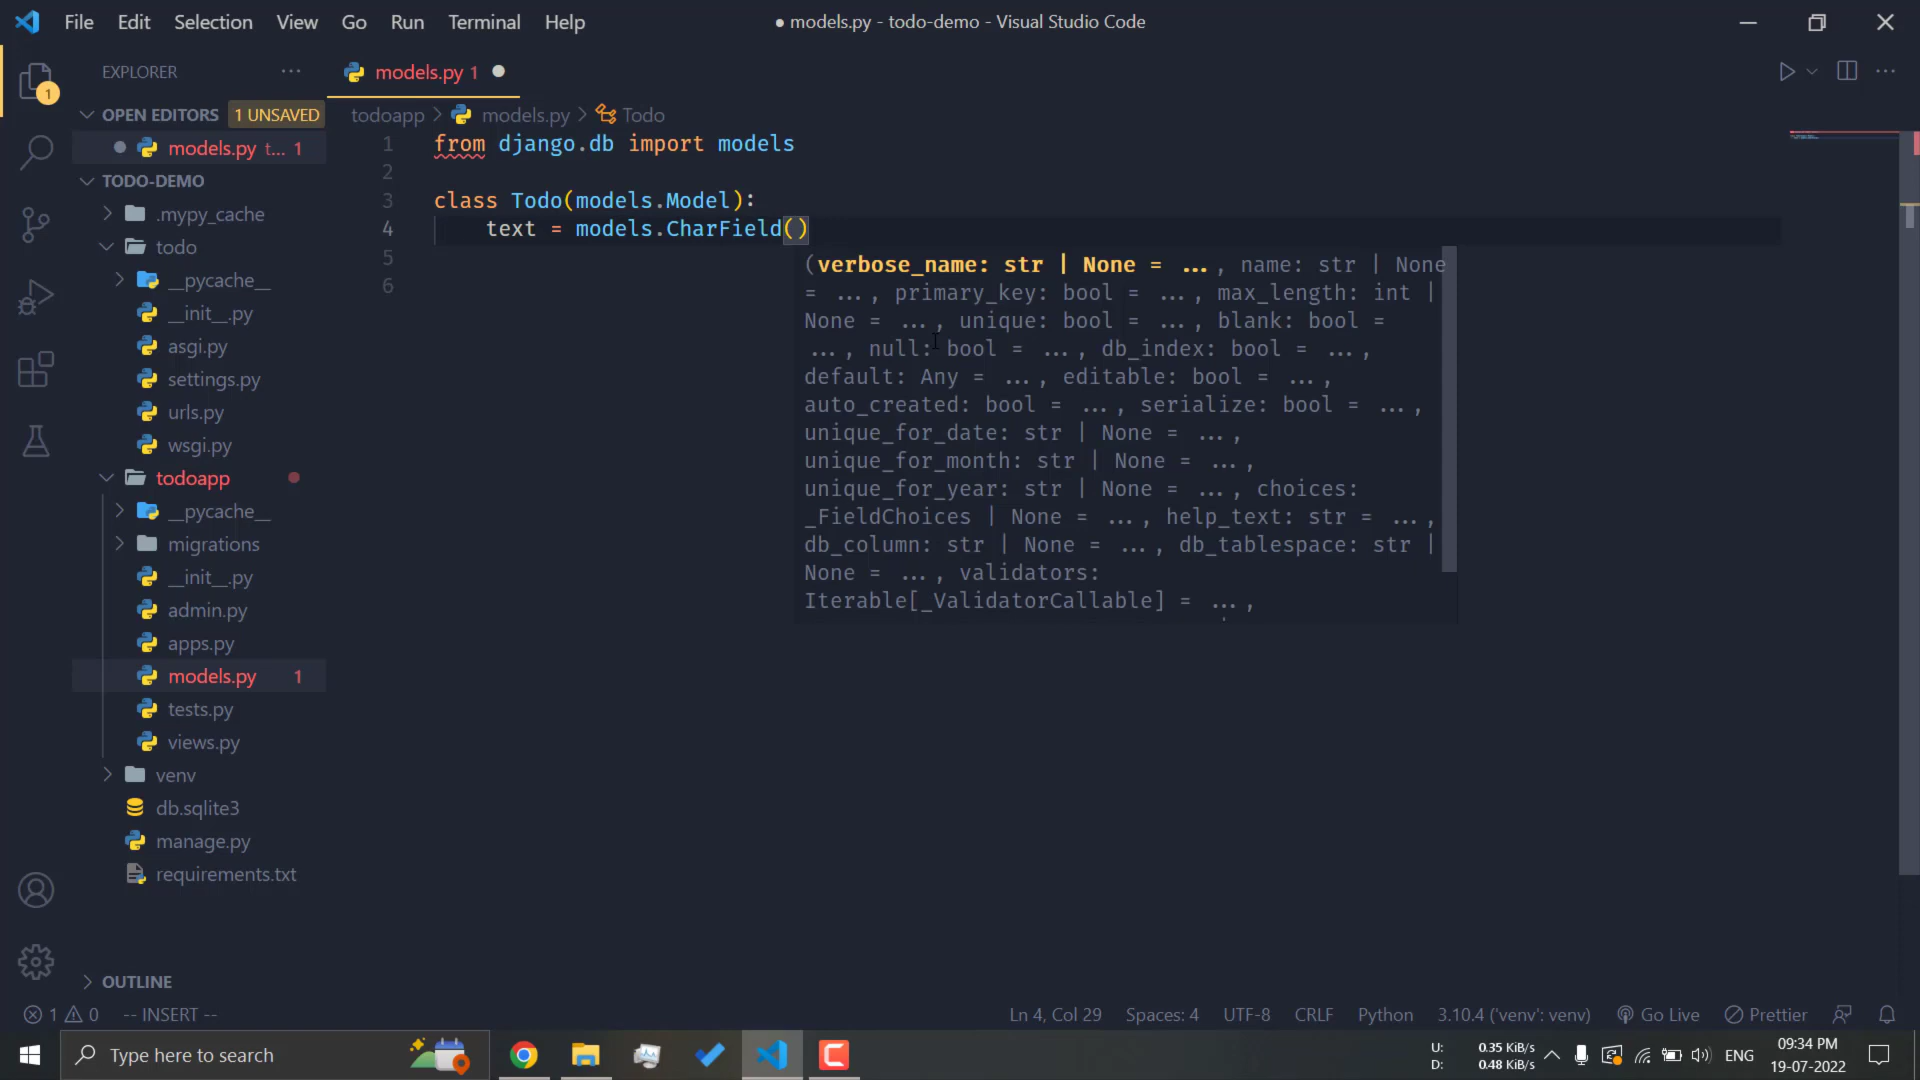 File Edit Selection View Go Run Terminal Help
● models.py - todo-demo - Visual Studio Code
EXPLORER
models.py 1
1
OPEN EDITORS 1 UNSAVED
models.py t... 1
todoapp > models.py > Todo
TODO-DEMO
.mypy_cache
todo
__pycache__
__init__.py
asgi.py
settings.py
urls.py
wsgi.py
todoapp
__pycache__
migrations
__init__.py
admin.py
apps.py
models.py 1
tests.py
views.py
venv
db.sqlite3
manage.py
requirements.txt
OUTLINE
1 from django.db import models
2
3 class Todo(models.Model):
4 text = models.CharField()
5
6
(verbose_name: str | None = ..., name: str | None
= ..., primary_key: bool = ..., max_length: int |
None = ..., unique: bool = ..., blank: bool =
..., null: bool = ..., db_index: bool = ...,
default: Any = ..., editable: bool = ...,
auto_created: bool = ..., serialize: bool = ...,
unique_for_date: str | None = ...,
unique_for_month: str | None = ...,
unique_for_year: str | None = ..., choices:
_FieldChoices | None = ..., help_text: str = ...,
db_column: str | None = ..., db_tablespace: str |
None = ..., validators:
Iterable[_ValidatorCallable] = ...,
1 0 -- INSERT --
Ln 4, Col 29 Spaces: 4 UTF-8 CRLF Python 3.10.4 ('venv': venv) Go Live Prettier
Type here to search
U: 0.35 KiB/s
D: 0.48 KiB/s
ENG
09:34 PM
19-07-2022